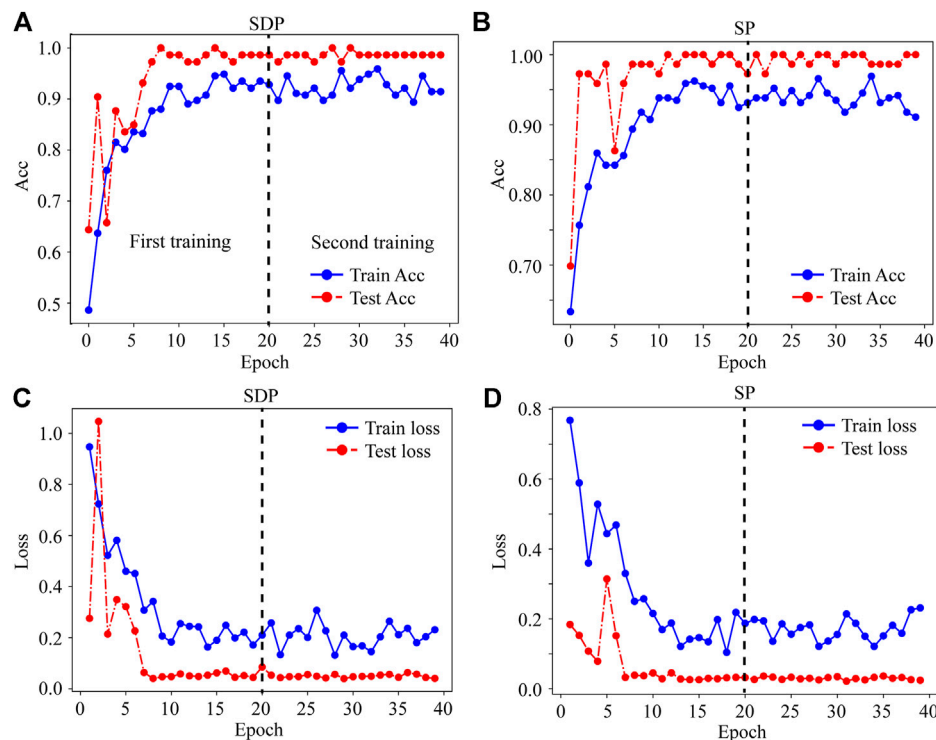 A
SDP
1.0
0.9
0.8
0.7
0.6
0.5
Acc
First training
Second training
Train Acc
Test Acc
0 5 10 15 20 25 30 35 40
Epoch
B
SP
1.00
0.90
0.80
0.70
Acc
Train Acc
Test Acc
0 5 10 15 20 25 30 35 40
Epoch
C
SDP
1.0
0.8
0.6
0.4
0.2
0.0
Loss
Train loss
Test loss
0 5 10 15 20 25 30 35 40
Epoch
D
SP
0.8
0.6
0.4
0.2
0.0
Loss
Train loss
Test loss
0 5 10 15 20 25 30 35 40
Epoch